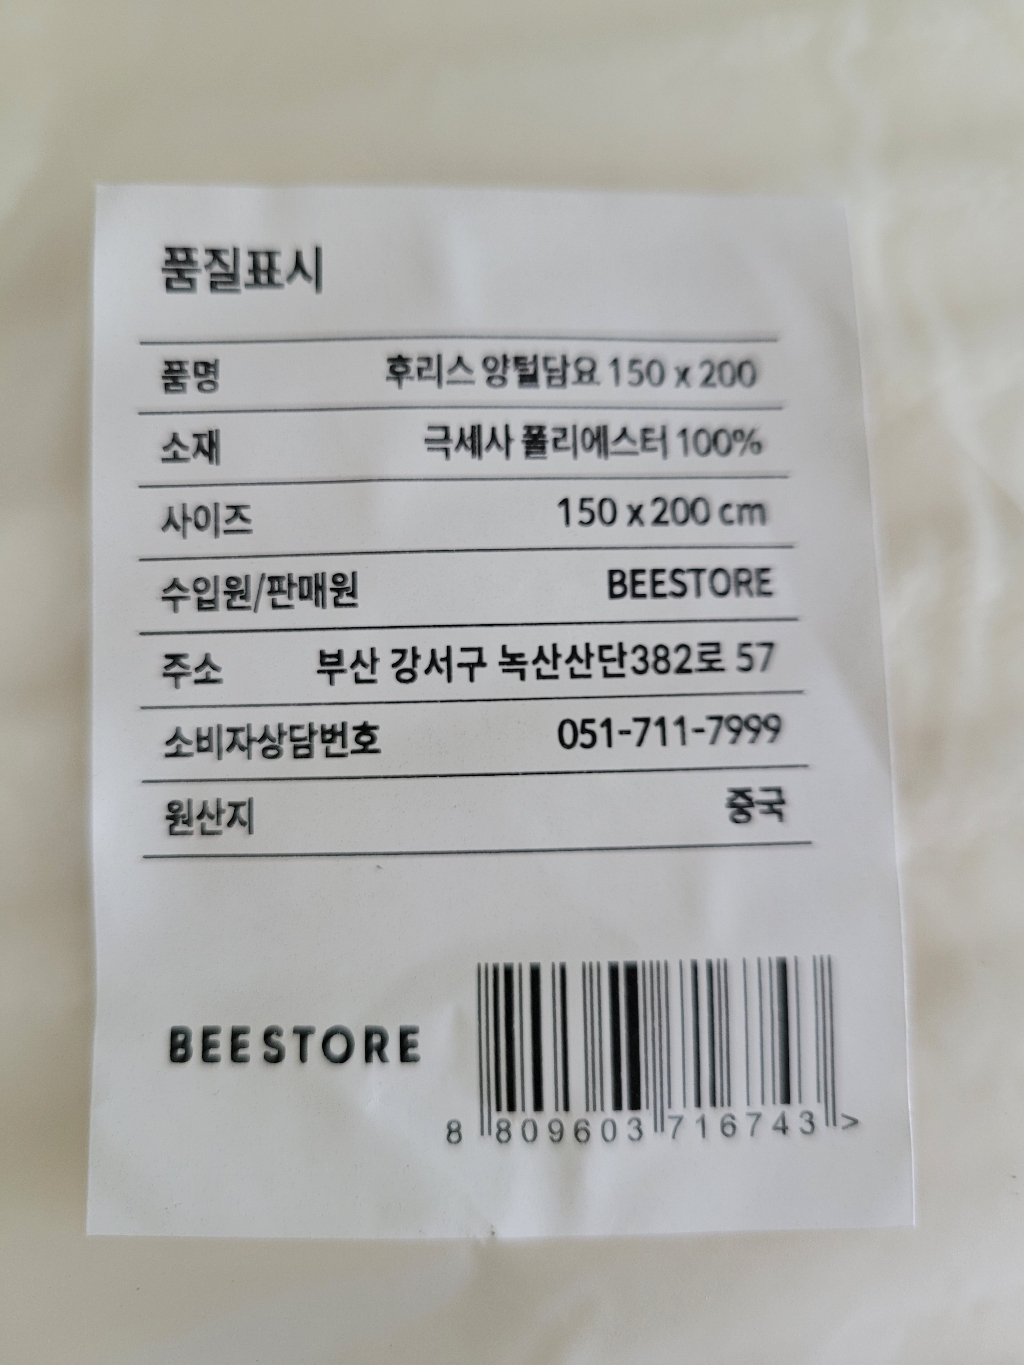 품질표시
품명 후리스 양털담요 150 x 200
소재 극세사 폴리에스터 100%
사이즈 150 x 200 cm
수입원/판매원 BEESTORE
주소 부산 강서구 녹산산단382로 57
소비자상담번호 051-711-7999
원산지 중국
BEESTORE
8 809603 716743 >